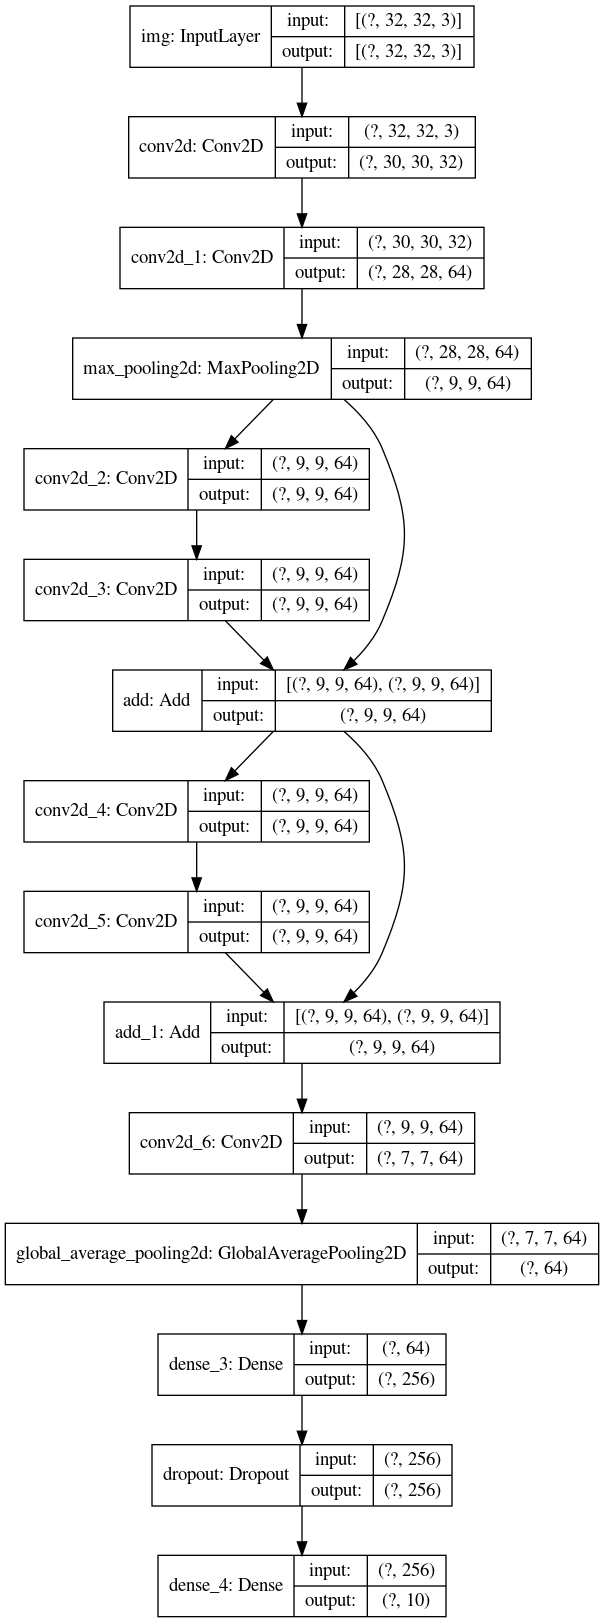 img: InputLayer
input: [(?, 32, 32, 3)]
output: [(?, 32, 32, 3)]
conv2d: Conv2D
input: (?, 32, 32, 3)
output: (?, 30, 30, 32)
conv2d_1: Conv2D
input: (?, 30, 30, 32)
output: (?, 28, 28, 64)
max_pooling2d: MaxPooling2D
input: (?, 28, 28, 64)
output: (?, 9, 9, 64)
conv2d_2: Conv2D
input: (?, 9, 9, 64)
output: (?, 9, 9, 64)
conv2d_3: Conv2D
input: (?, 9, 9, 64)
output: (?, 9, 9, 64)
add: Add
input: [(?, 9, 9, 64), (?, 9, 9, 64)]
output: (?, 9, 9, 64)
conv2d_4: Conv2D
input: (?, 9, 9, 64)
output: (?, 9, 9, 64)
conv2d_5: Conv2D
input: (?, 9, 9, 64)
output: (?, 9, 9, 64)
add_1: Add
input: [(?, 9, 9, 64), (?, 9, 9, 64)]
output: (?, 9, 9, 64)
conv2d_6: Conv2D
input: (?, 9, 9, 64)
output: (?, 7, 7, 64)
global_average_pooling2d: GlobalAveragePooling2D
input: (?, 7, 7, 64)
output: (?, 64)
dense_3: Dense
input: (?, 64)
output: (?, 256)
dropout: Dropout
input: (?, 256)
output: (?, 256)
dense_4: Dense
input: (?, 256)
output: (?, 10)